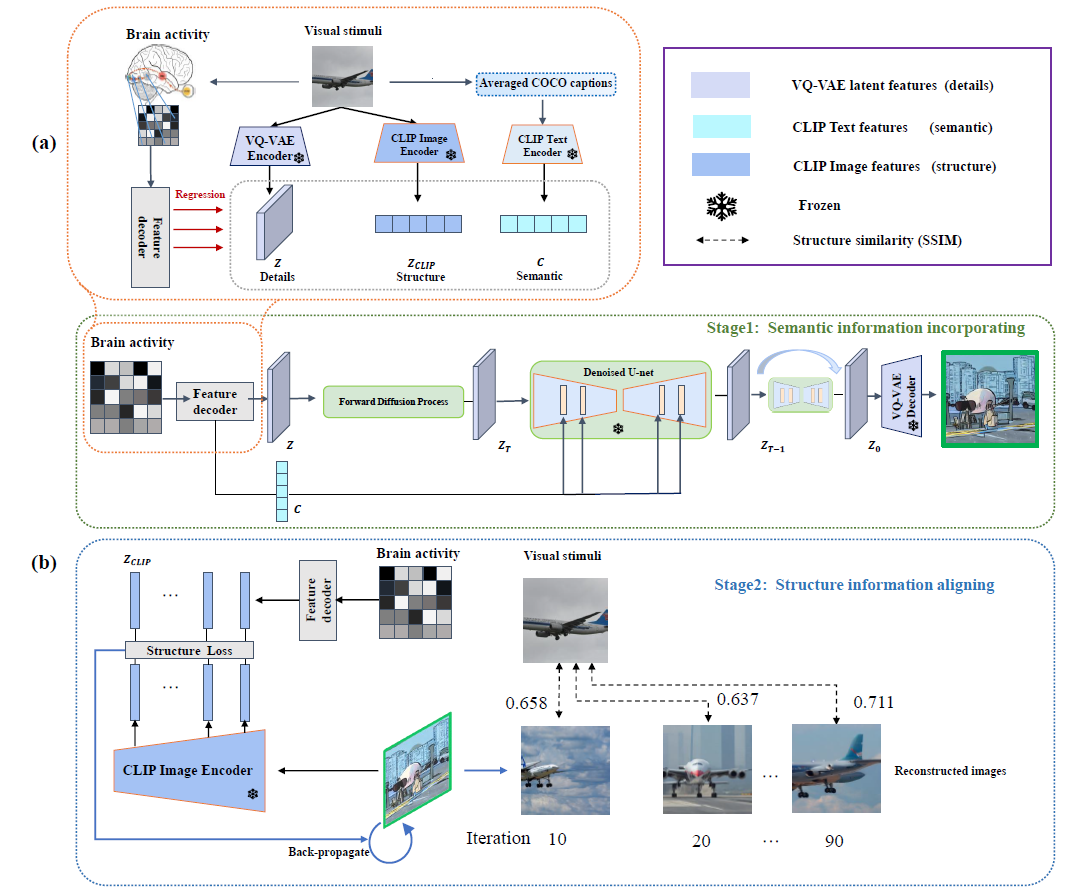 (a)
Brain activity
Visual stimuli
Averaged COCO captions
VQ-VAE
Encoder
CLIP Image
Encoder
CLIP Text
Encoder
Feature
decoder
Regression
Z
Details
Z_CLIP
Structure
C
Semantic
VQ-VAE latent features (details)
CLIP Text features (semantic)
CLIP Image features (structure)
Frozen
Structure similarity (SSIM)
Stage1: Semantic information incorporating
Brain activity
Feature
decoder
Z
Forward Diffusion Process
Z_T
Denoised U-net
Z_{T-1}
Z_0
VQ-VAE
Decoder
C
(b)
Stage2: Structure information aligning
Z_CLIP
...
Feature
decoder
Brain activity
Structure Loss
...
CLIP Image Encoder
Back-propagate
Visual stimuli
0.658
0.637
0.711
...
Reconstructed images
Iteration 10
20 ... 90